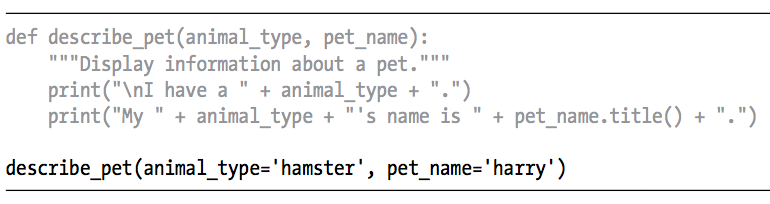 def describe_pet(animal_type, pet_name):
    """Display information about a pet."""
    print("\nI have a " + animal_type + ".")
    print("My " + animal_type + "'s name is " + pet_name.title() + ".")
describe_pet(animal_type='hamster', pet_name='harry')